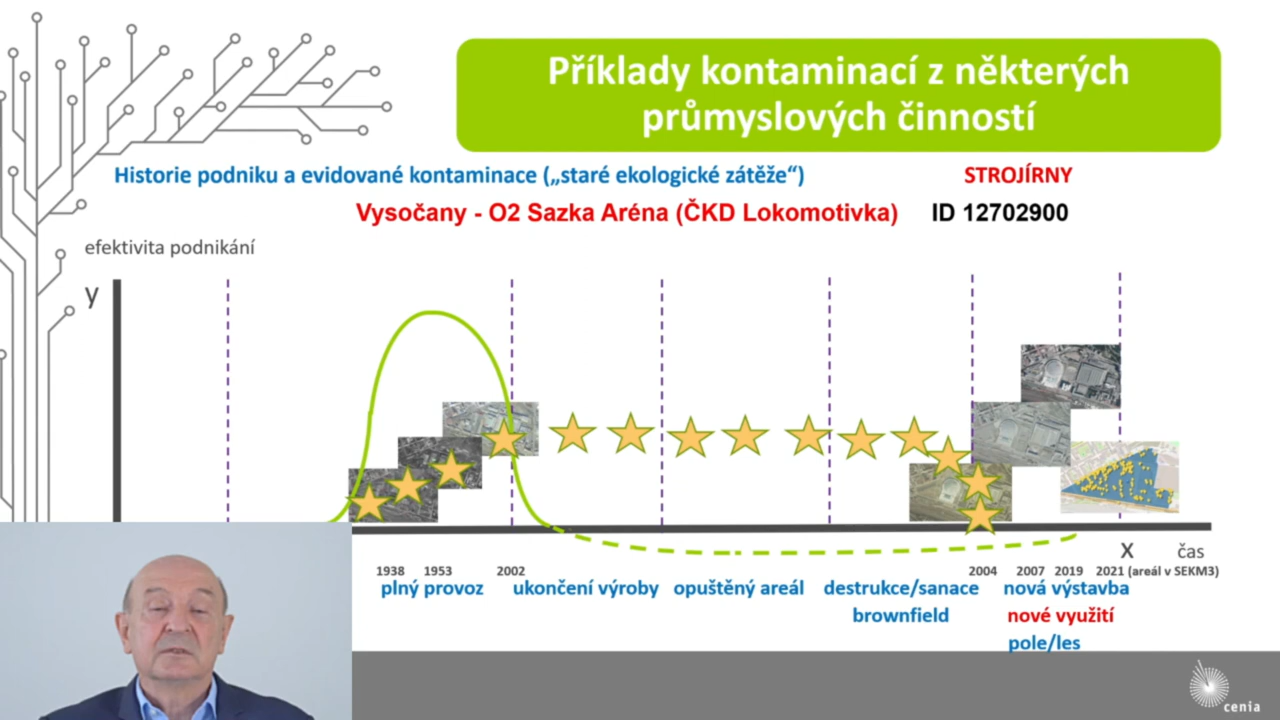 Příklady kontaminací z některých
průmyslových činností
Historie podniku a evidované kontaminace („staré ekologické zátěže“) STROJÍRNY
Vysočany - O2 Sazka Aréna (ČKD Lokomotivka) ID 12702900
efektivita podnikání
y
X čas
1938 1953 2002 2004 2007 2019 2021 (areál v SEKM3)
plný provoz ukončení výroby opuštěný areál destrukce/sanace nová výstavba
brownfield nové využití
pole/les
cenia